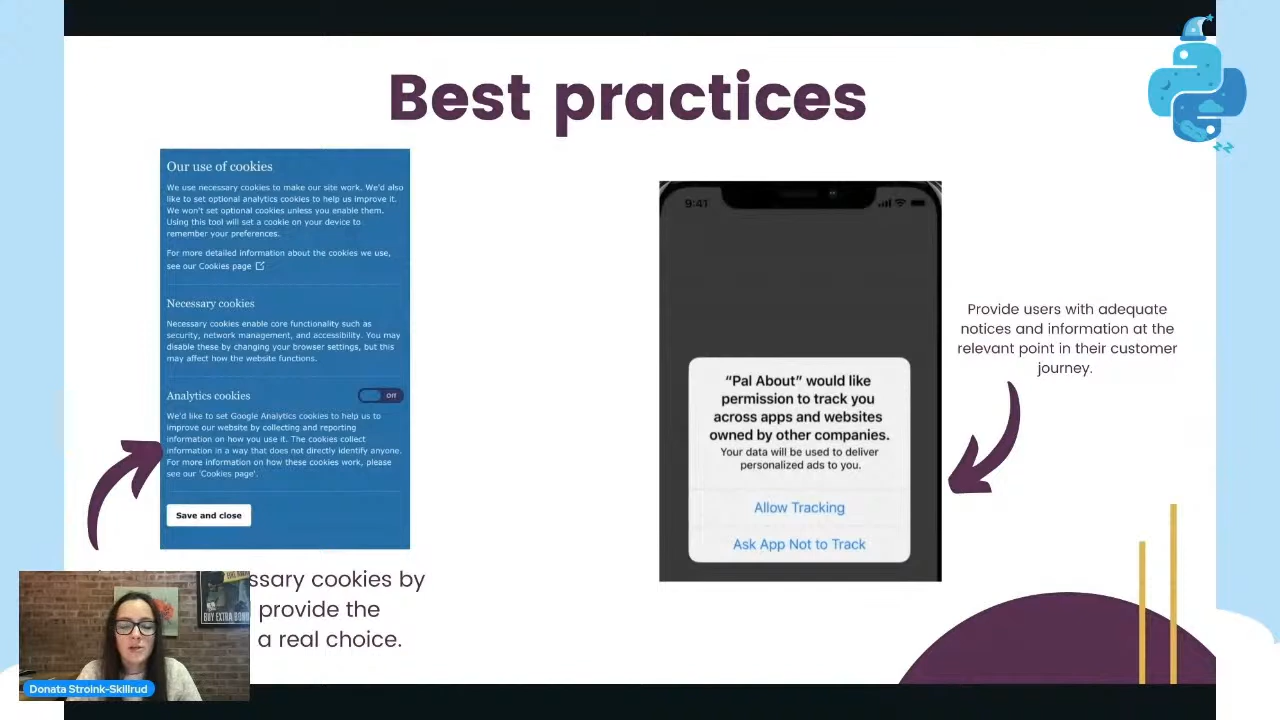 Best practices
Our use of cookies
We use necessary cookies to make our site work. We'd also
like to set optional analytics cookies to help us improve it.
We won't set optional cookies unless you enable them.
Using this tool will set a cookie on your device to
remember your preferences.
For more detailed information about the cookies we use,
see our Cookies page
Necessary cookies
Necessary cookies enable core functionality such as
security, network management, and accessibility. You may
disable these by changing your browser settings, but this
may affect how the website functions.
Analytics cookies
Off
We'd like to set Google Analytics cookies to help us to
improve our website by collecting and reporting
information on how you use it. The cookies collect
information in a way that does not directly identify anyone.
For more information on how these cookies work, please
see our 'Cookies page'.
Save and close
ssary cookies by
provide the
a real choice.
9:41
“Pal About” would like
permission to track you
across apps and websites
owned by other companies.
Your data will be used to deliver
personalized ads to you.
Allow Tracking
Ask App Not to Track
Provide users with adequate
notices and information at the
relevant point in their customer
journey.
BUY EXTRA BOND
Donata Stroink-Skillrud
zz